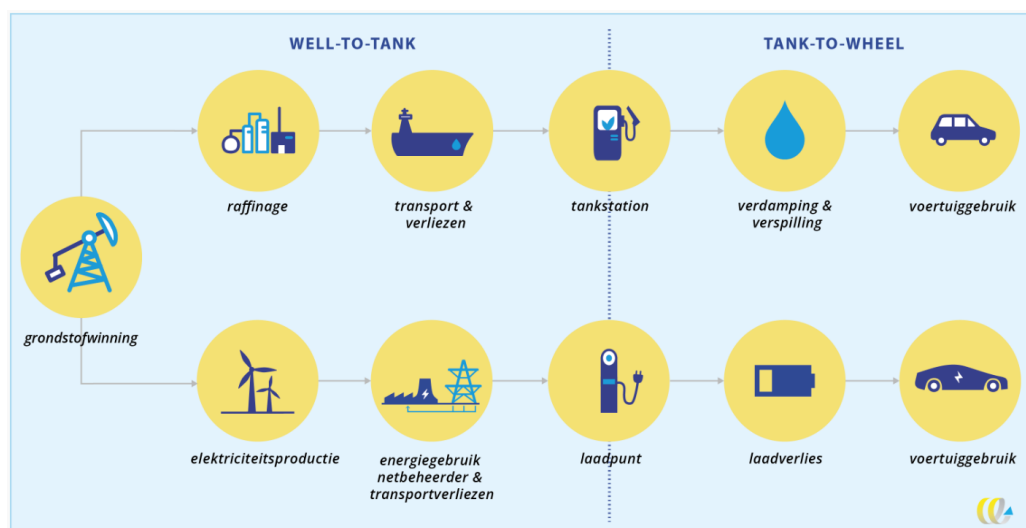 WELL-TO-TANK
TANK-TO-WHEEL
raffinage
transport &
verliezen
tankstation
verdamping &
verspilling
voertuiggebruik
grondstofwinning
elektriciteitsproductie
energiegebruik
netbeheerder &
transportverliezen
laadpunt
laadverlies
voertuiggebruik